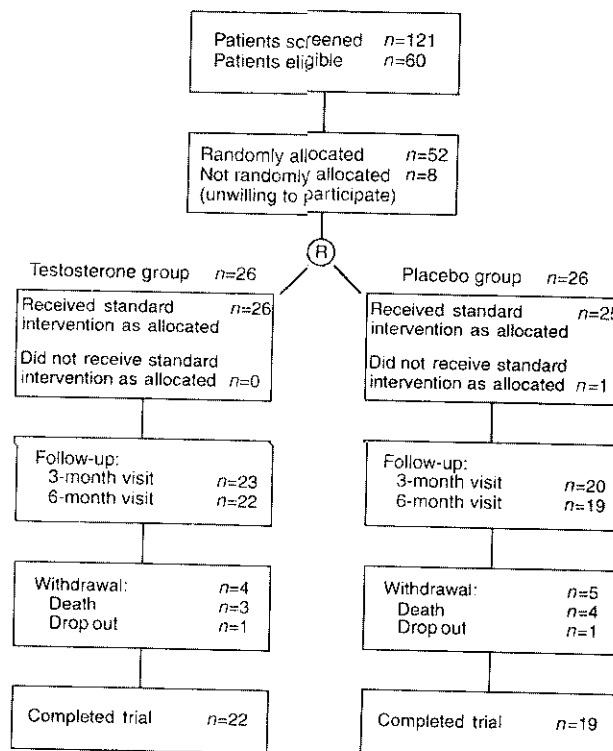 Patients screened n=121
Patients eligible n=60
Randomly allocated n=52
Not randomly allocated n=8
(unwilling to participate)
R
Testosterone group n=26
Received standard n=26
intervention as allocated
Did not receive standard
intervention as allocated n=0
Follow-up:
3-month visit n=23
6-month visit n=22
Withdrawal: n=4
Death n=3
Drop out n=1
Completed trial n=22
Placebo group n=26
Received standard n=25
intervention as allocated
Did not receive standard
intervention as allocated n=1
Follow-up:
3-month visit n=20
6-month visit n=19
Withdrawal: n=5
Death n=4
Drop out n=1
Completed trial n=19